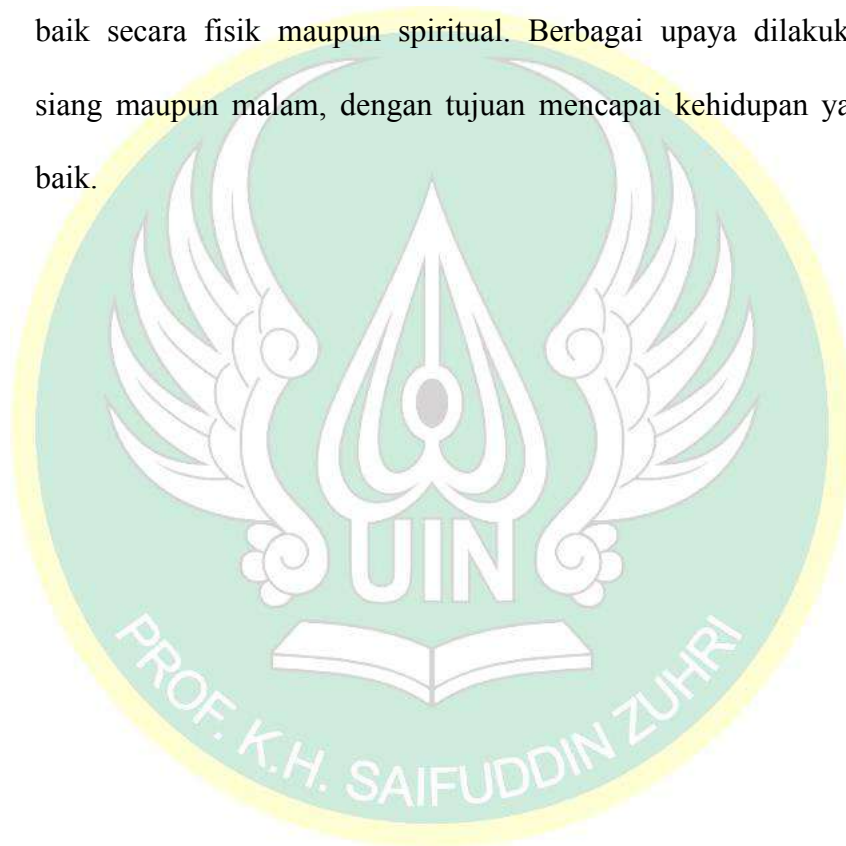 baik secara fisik maupun spiritual. Berbagai upaya dilakuk
siang maupun malam, dengan tujuan mencapai kehidupan ya
baik.
UIN
PROF. K.H. SAIFUDDIN ZUHRI